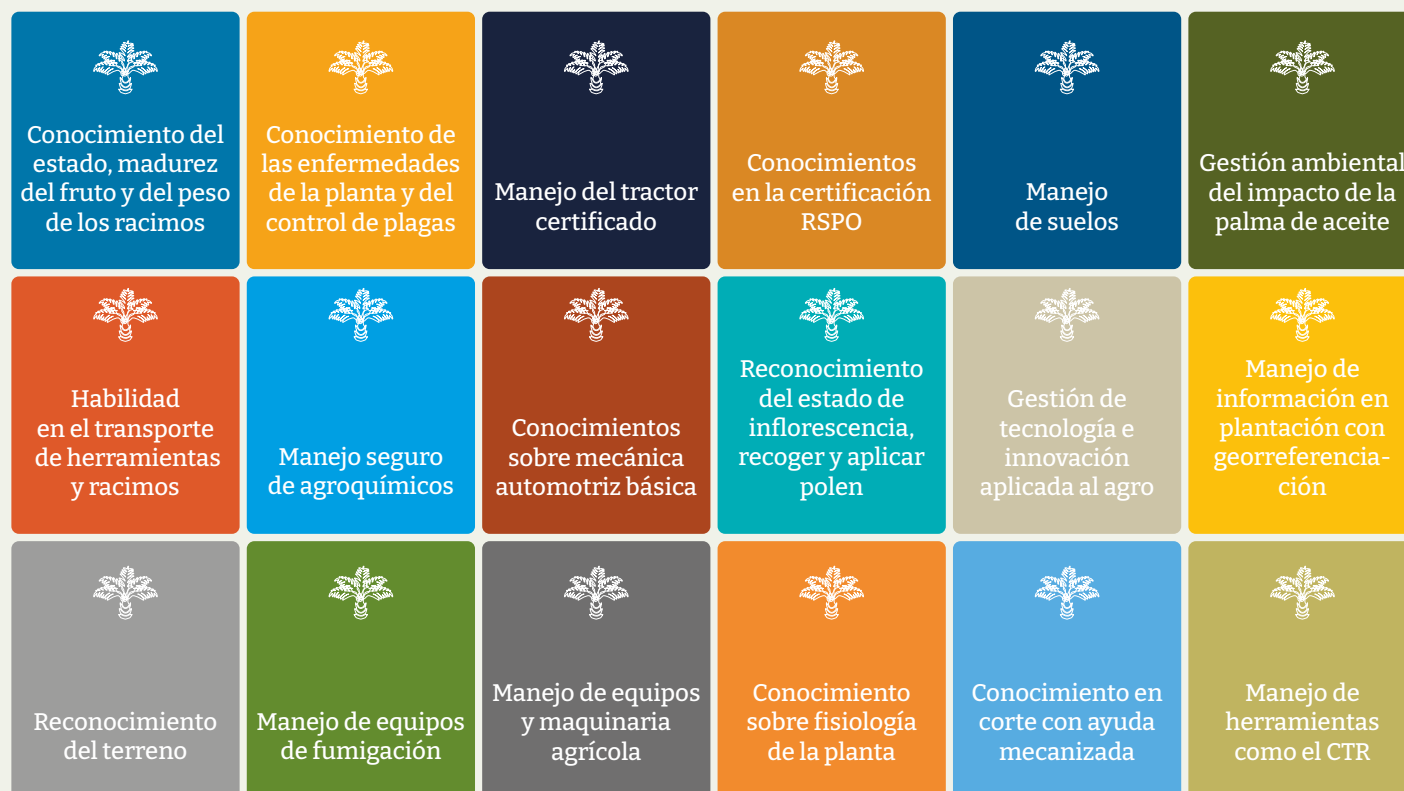 Conocimiento del
estado, madurez
del fruto y del peso
de los racimos
Conocimiento de
las enfermedades
de la planta y del
control de plagas
Manejo del tractor
certificado
Conocimientos
en la certificación
RSPO
Manejo
de suelos
Gestión ambiental
del impacto de la
palma de aceite
Habilidad
en el transporte
de herramientas
y racimos
Manejo seguro
de agroquímicos
Conocimientos
sobre mecánica
automotriz básica
Reconocimiento
del estado de
inflorescencia,
recoger y aplicar
polen
Gestión de
tecnología e
innovación
aplicada al agro
Manejo de
información en
plantación con
georreferencia-
ción
Reconocimiento
del terreno
Manejo de equipos
de fumigación
Manejo de equipos
y maquinaria
agrícola
Conocimiento
sobre fisiología
de la planta
Conocimiento en
corte con ayuda
mecanizada
Manejo de
herramientas
como el CTR